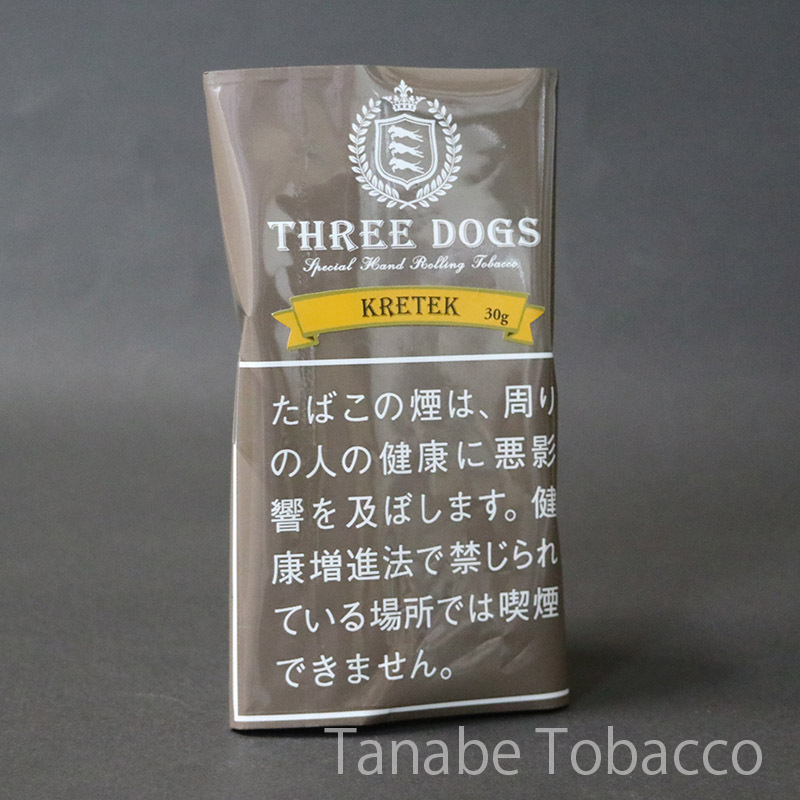 THREE DOGS
Special Hand Rolling Tobacco
KRETEK 30g
たばこの煙は、周り
の人の健康に悪影
響を及ぼします。健
康増進法で禁じられ
ている場所では喫煙
できません。
Tanabe Tobacco